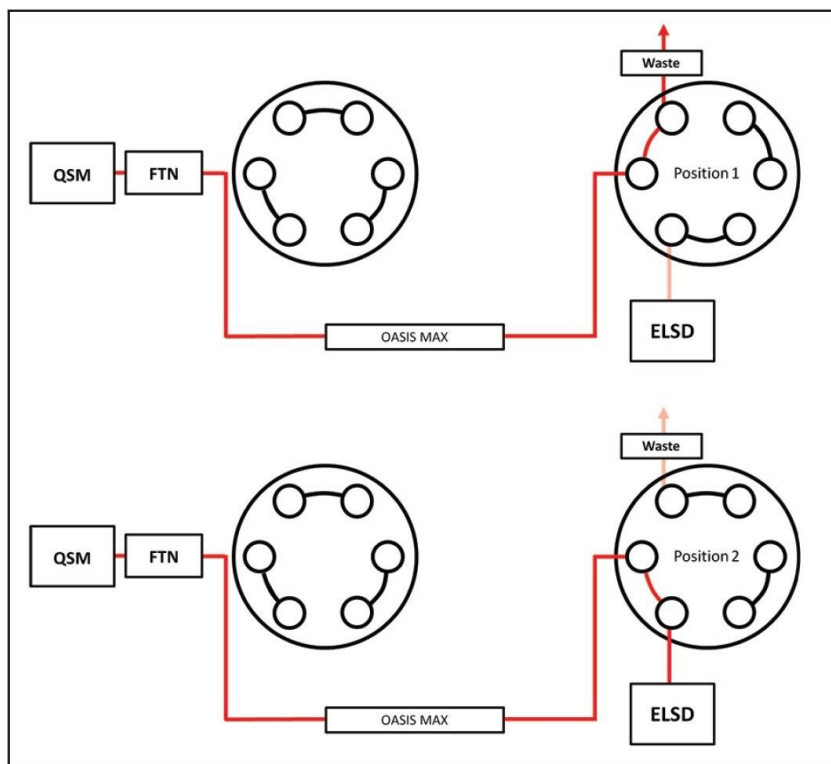 Waste
QSM
FTN
Position 1
OASIS MAX
ELSD
Waste
QSM
FTN
Position 2
OASIS MAX
ELSD